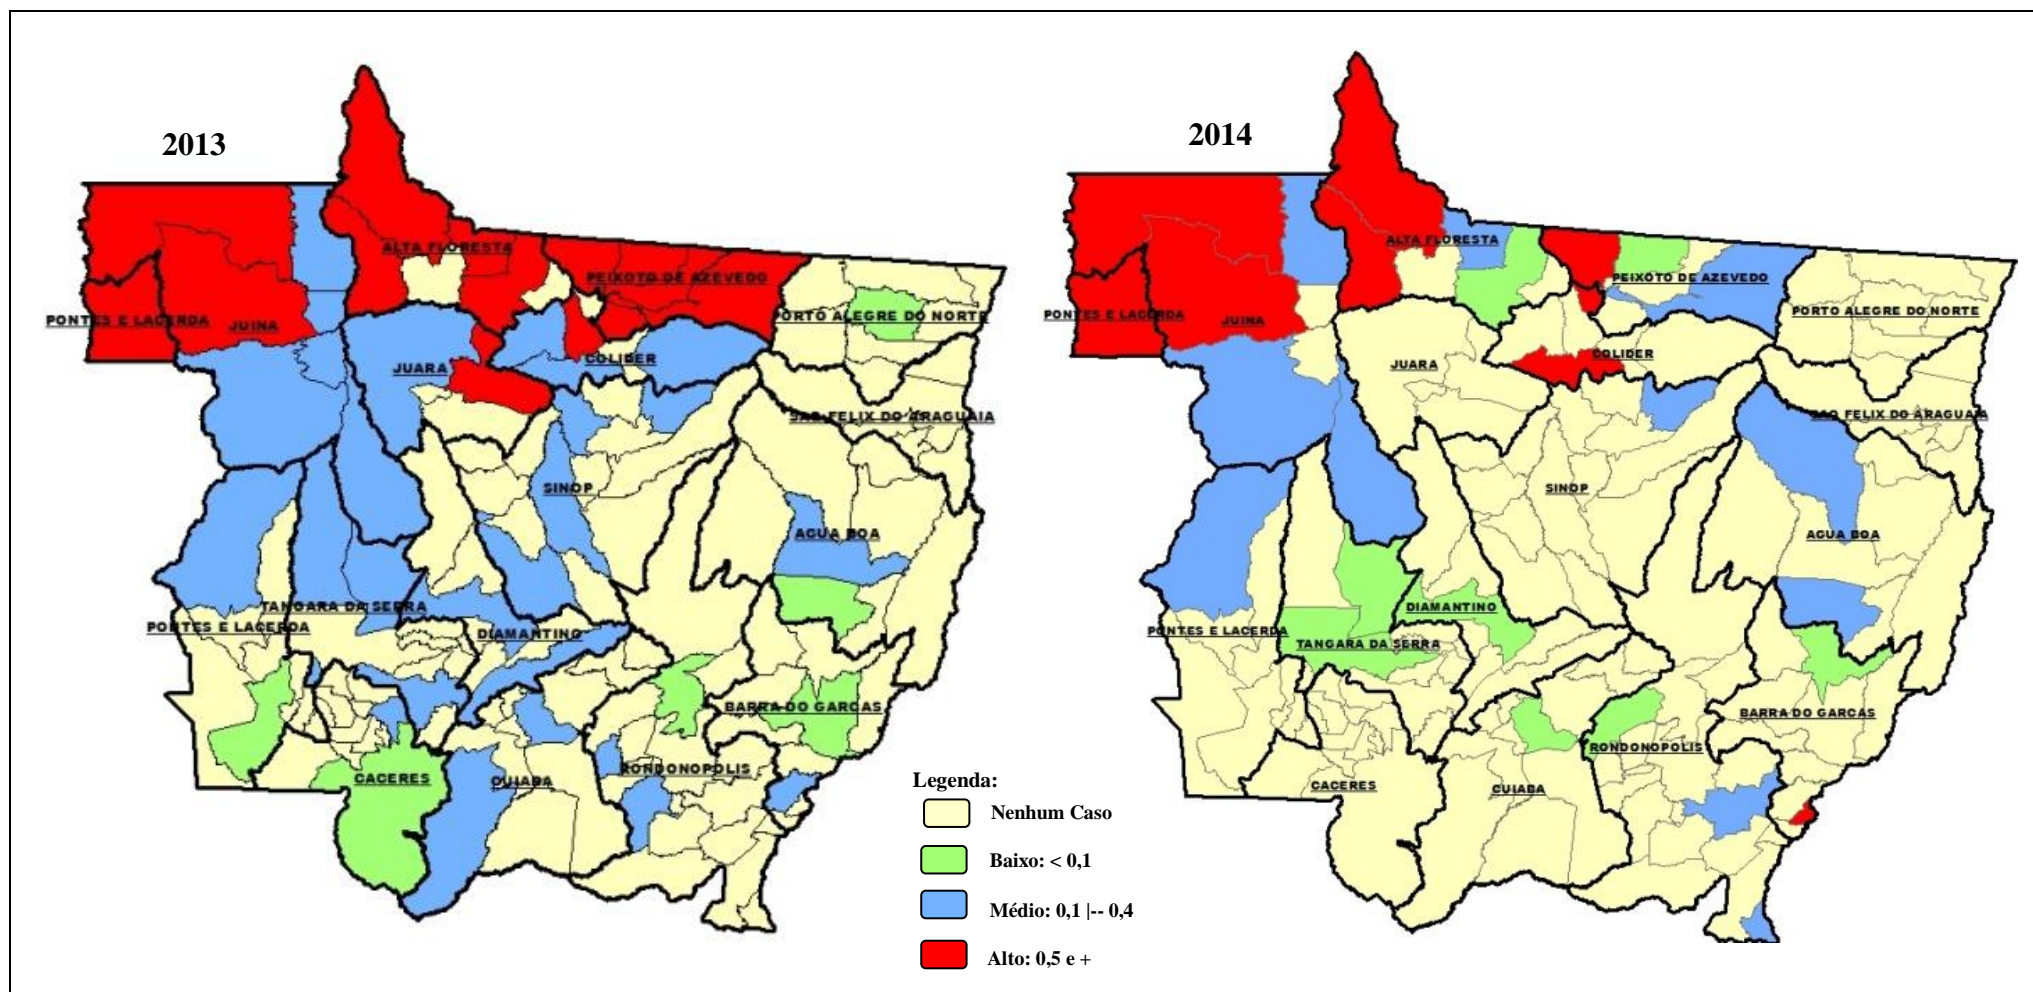 2013
ALTA FLORESTA
PEIXOTO DE AZEVEDO
PONTES E LACERDA
JUINA
PORTO ALEGRE DO NORTE
COLIDER
JUARA
SAO FELIX DO ARAGUAIA
SINOP
AGUA BOA
TANGARA DA SERRA
PONTES E LACERDA
DIAMANTINO
BARRA DO GARCAS
RONDONOPOLIS
CACERES
CUIABA
2014
ALTA FLORESTA
PEIXOTO DE AZEVEDO
PONTES E LACERDA
JUINA
PORTO ALEGRE DO NORTE
COLIDER
JUARA
SAO FELIX DO ARAGUAIA
SINOP
AGUA BOA
DIAMANTINO
PONTES E LACERDA
TANGARA DA SERRA
BARRA DO GARCAS
RONDONOPOLIS
CACERES
CUIABA
Legenda:
Nenhum Caso
Baixo: < 0,1
Médio: 0,1 |-- 0,4
Alto: 0,5 e +